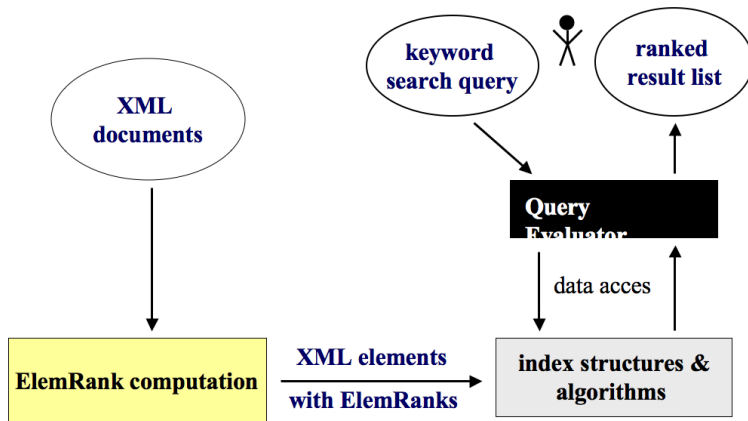 keyword
search query
ranked
result list
XML
documents
Query
Evaluator
data acces
ElemRank computation
XML elements
with ElemRanks
index structures &
algorithms